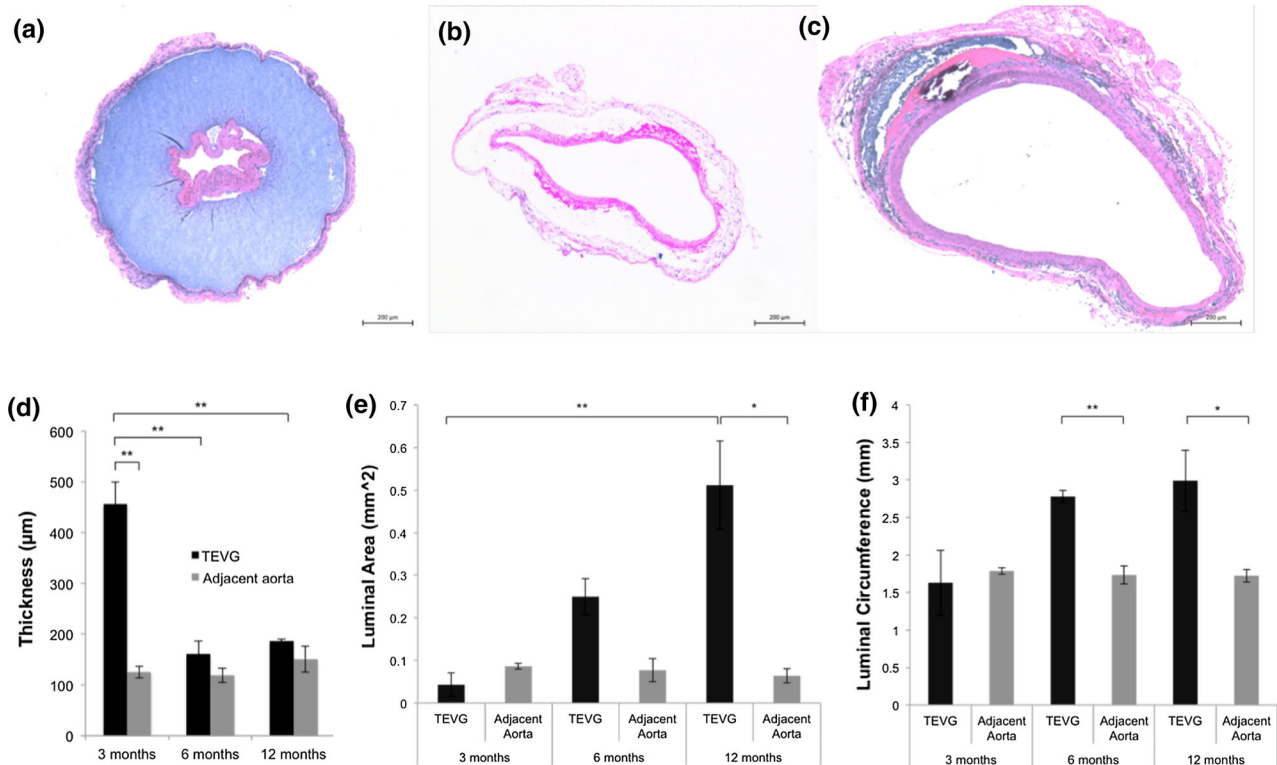 (a)
(b)
(c)
200 µm
200 µm
200 µm
(d)
**
**
**
600
500
400
300
200
100
0
Thickness (µm)
TEVG
Adjacent aorta
3 months
6 months
12 months
(e)
**
*
0.7
0.6
0.5
0.4
0.3
0.2
0.1
0
Luminal Area (mm^2)
TEVG
Adjacent
Aorta
TEVG
Adjacent
Aorta
TEVG
Adjacent
Aorta
3 months
6 months
12 months
(f)
**
*
4
3.5
3
2.5
2
1.5
1
0.5
0
Luminal Circumference (mm)
TEVG
Adjacent
Aorta
TEVG
Adjacent
Aorta
TEVG
Adjacent
Aorta
3 months
6 months
12 months